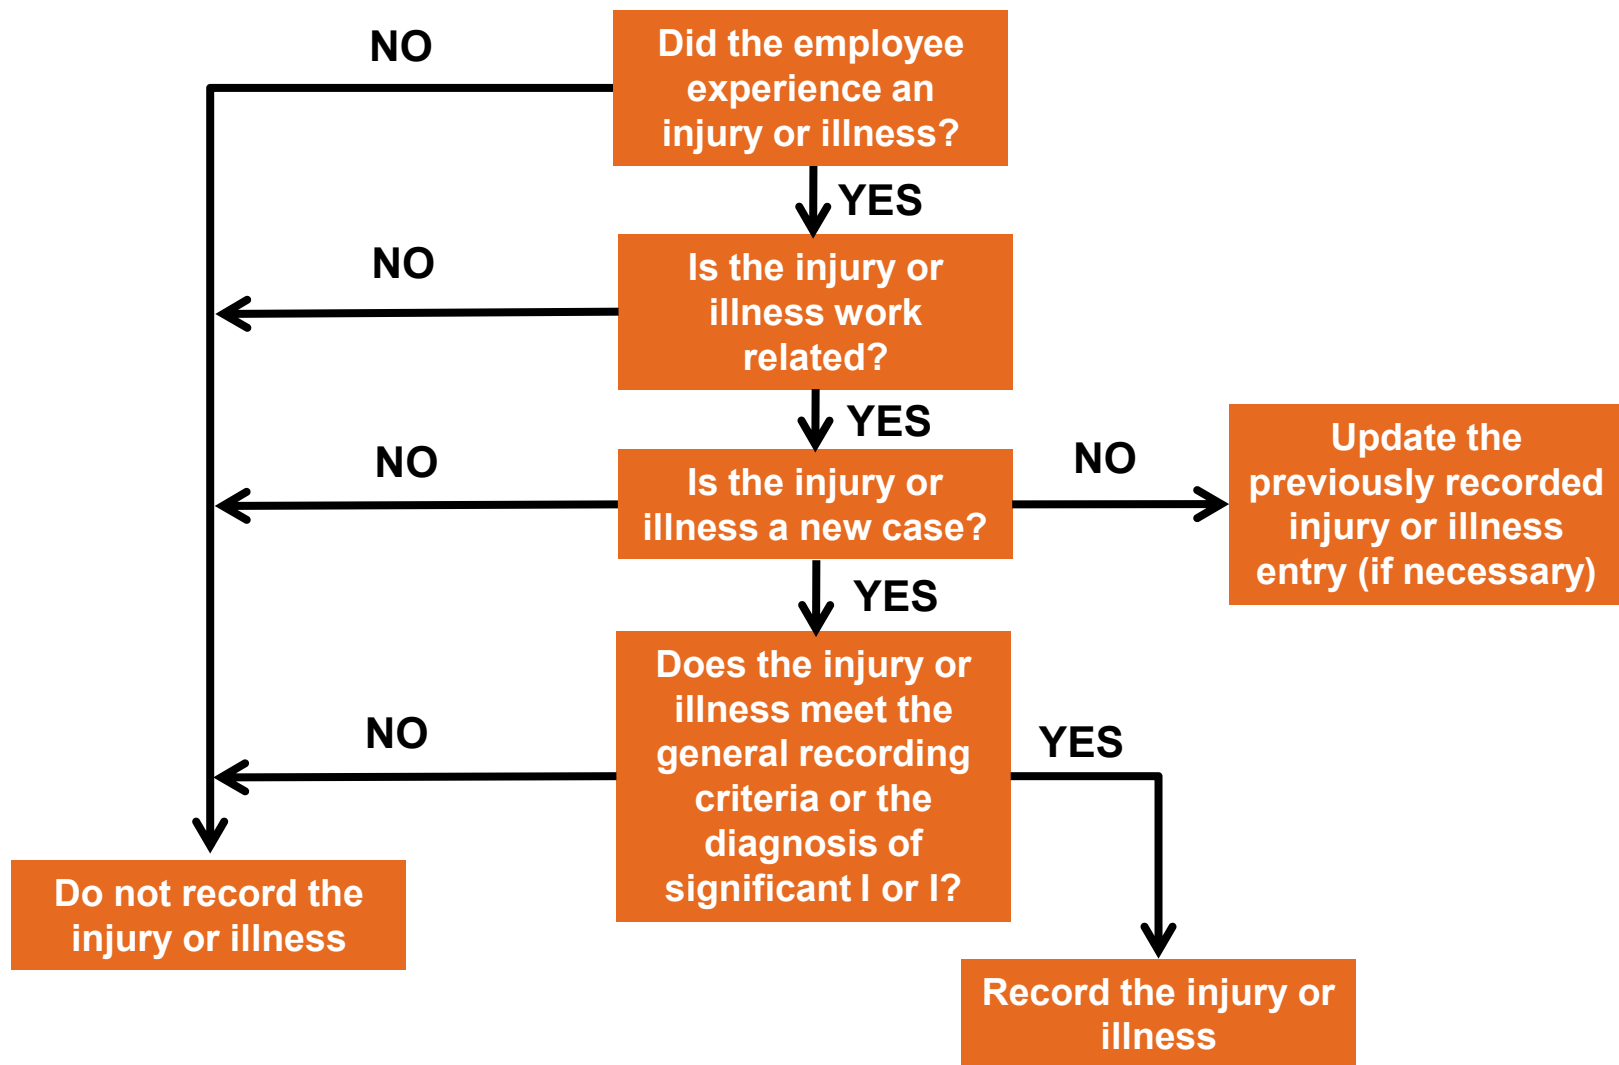 NO
Did the employee
experience an
injury or illness?
YES
NO
Is the injury or
illness work
related?
YES
NO
Is the injury or
illness a new case?
NO
Update the
previously recorded
injury or illness
entry (if necessary)
YES
NO
Does the injury or
illness meet the
general recording
criteria or the
diagnosis of
significant I or I?
YES
Do not record the
injury or illness
Record the injury or
illness